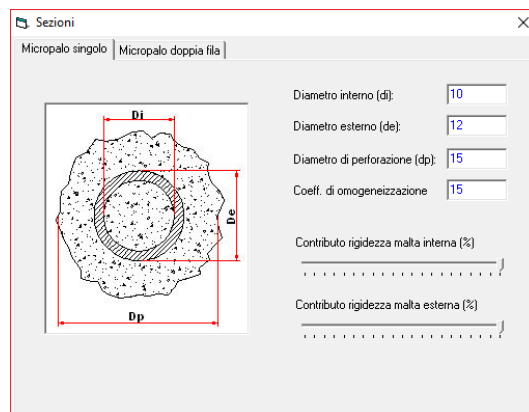 Sezioni
Micropalo singolo Micropalo doppia fila
Di
De
Dp
Diametro interno (di): 10
Diametro esterno (de): 12
Diametro di perforazione (dp): 15
Coeff. di omogeneizzazione 15
Contributo rigidezza malta interna (%)
Contributo rigidezza malta esterna (%)